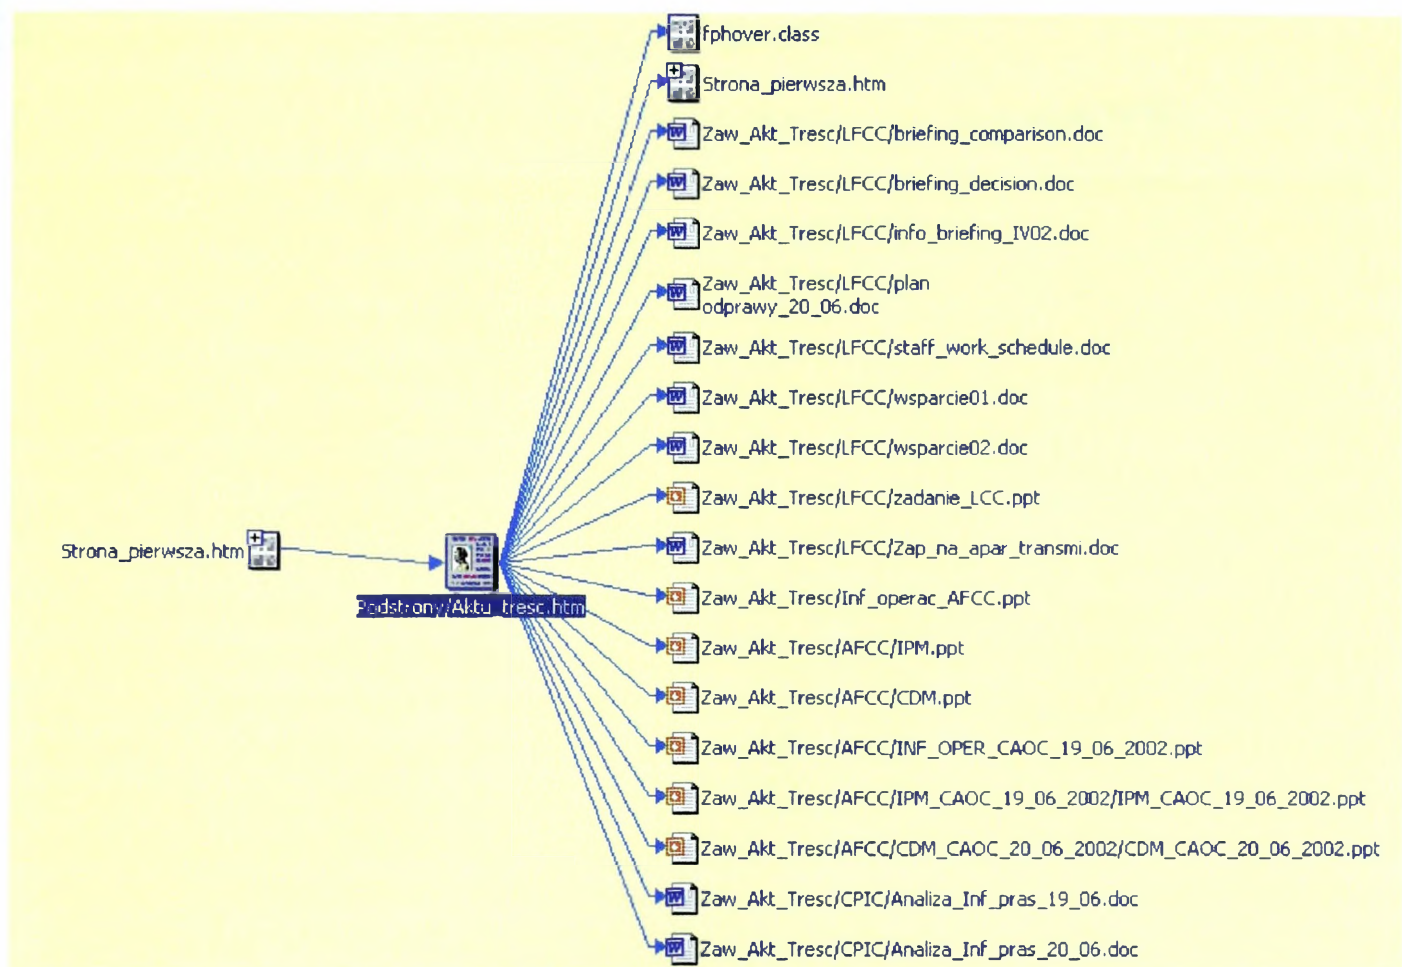 fphover.class
Strona_pierwsza.htm
Zaw_Akt_Tresc/LFCC/briefing_comparison.doc
Zaw_Akt_Tresc/LFCC/briefing_decision.doc
Zaw_Akt_Tresc/LFCC/info_briefing_IV02.doc
Zaw_Akt_Tresc/LFCC/plan
odprawy_20_06.doc
Zaw_Akt_Tresc/LFCC/staff_work_schedule.doc
Zaw_Akt_Tresc/LFCC/wsparcie01.doc
Zaw_Akt_Tresc/LFCC/wsparcie02.doc
Zaw_Akt_Tresc/LFCC/zadanie_LCC.ppt
Strona_pierwsza.htm
Podstrony/Aktu_tresc.htm
Zaw_Akt_Tresc/LFCC/Zap_na_apar_transmi.doc
Zaw_Akt_Tresc/Inf_operac_AFCC.ppt
Zaw_Akt_Tresc/AFCC/IPM.ppt
Zaw_Akt_Tresc/AFCC/CDM.ppt
Zaw_Akt_Tresc/AFCC/INF_OPER_CAOC_19_06_2002.ppt
Zaw_Akt_Tresc/AFCC/IPM_CAOC_19_06_2002/IPM_CAOC_19_06_2002.ppt
Zaw_Akt_Tresc/AFCC/CDM_CAOC_20_06_2002/CDM_CAOC_20_06_2002.ppt
Zaw_Akt_Tresc/CPIC/Analiza_Inf_pras_19_06.doc
Zaw_Akt_Tresc/CPIC/Analiza_Inf_pras_20_06.doc